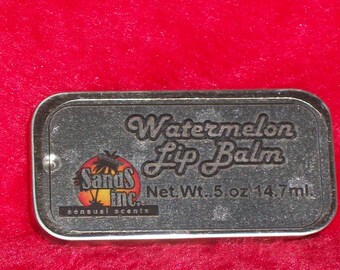 Watermelon
Lip Balm
Net.Wt..5.oz 14.7ml.
SandS
inc.
sensual scents